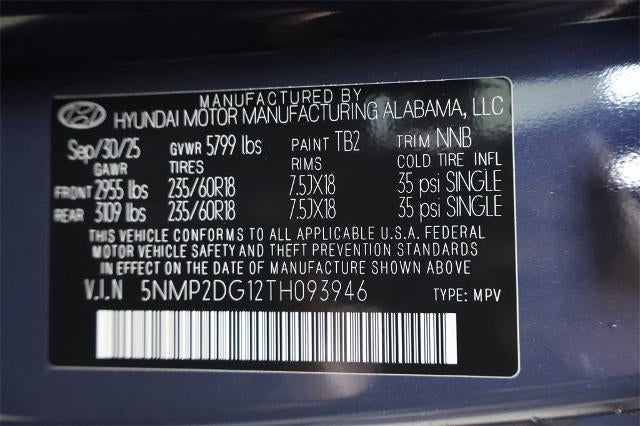 MANUFACTURED BY
HYUNDAI MOTOR MANUFACTURING ALABAMA, LLC
Sep/30/25 GVWR 5799 lbs PAINT TB2 TRIM NNB
GAWR TIRES RIMS COLD TIRE INFL
FRONT 2955 lbs 235/60R18 7.5JX18 35 psi SINGLE
REAR 3109 lbs 235/60R18 7.5JX18 35 psi SINGLE
THIS VEHICLE CONFORMS TO ALL APPLICABLE U.S.A. FEDERAL
MOTOR VEHICLE SAFETY AND THEFT PREVENTION STANDARDS
IN EFFECT ON THE DATE OF MANUFACTURE SHOWN ABOVE
V.I.N 5NMP2DG12TH093946 TYPE: MPV